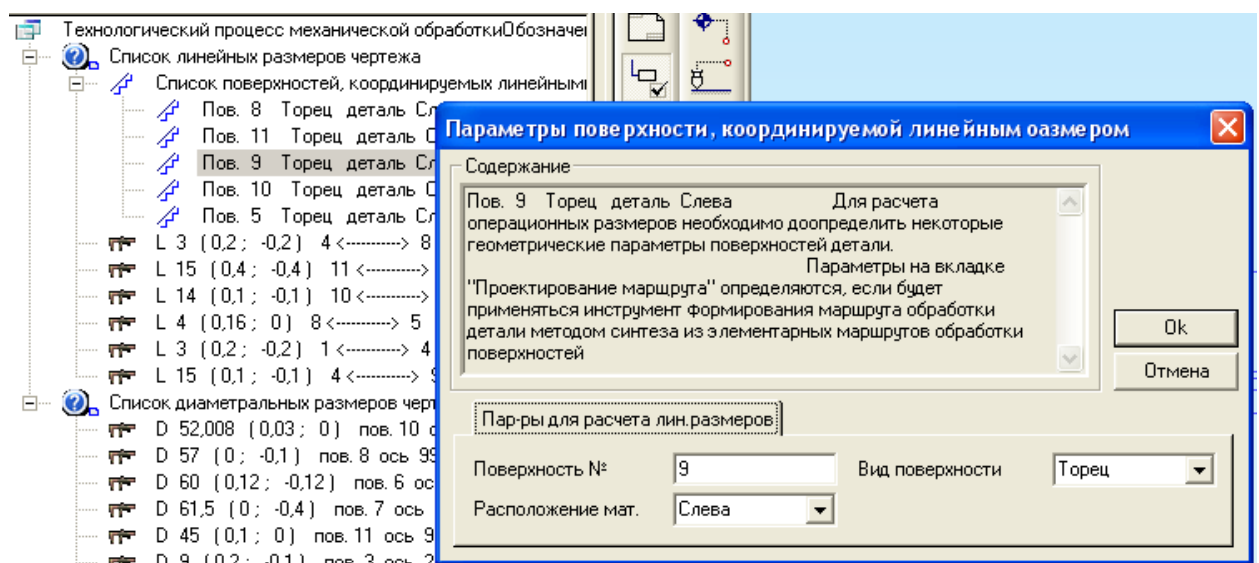 Технологический процесс механической обработкиОбозначе
Список линейных размеров чертежа
Список поверхностей, координируемых линейными
Пов. 8 Торец деталь Сл
Пов. 11 Торец деталь С
Пов. 9 Торец деталь Сл
Пов. 10 Торец деталь С
Пов. 5 Торец деталь Сл
L 3 (0,2 ; -0,2) 4 <----------> 8
L 15 (0,4 ; -0,4) 11 <---------->
L 14 (0,1 ; -0,1) 10 <---------->
L 4 (0,16 ; 0) 8 <----------> 5
L 3 (0,2 ; -0,2) 1 <----------> 4
L 15 (0,1 ; -0,1) 4 <----------> 9
Список диаметральных размеров черт
D 52,008 (0,03 ; 0) пов. 10 о
D 57 (0 ; -0,1) пов. 8 ось 99
D 60 (0,12 ; -0,12) пов. 6 ос
D 61,5 (0 ; -0,4) пов. 7 ось
D 45 (0,1 ; 0) пов. 11 ось 9
D 9 (0,2 ; -0,1) пов. 3 ось 2
Параметры поверхности, координируемой линейным оазмером
Содержание
Пов. 9 Торец деталь Слева Для расчета
операционных размеров необходимо доопределить некоторые
геометрические параметры поверхностей детали.
Параметры на вкладке
"Проектирование маршрута" определяются, если будет
применяться инструмент формирования маршрута обработки
детали методом синтеза из элементарных маршрутов обработки
поверхностей
Ok
Отмена
Пар-ры для расчета лин.размеров
Поверхность № 9 Вид поверхности Торец
Расположение мат. Слева